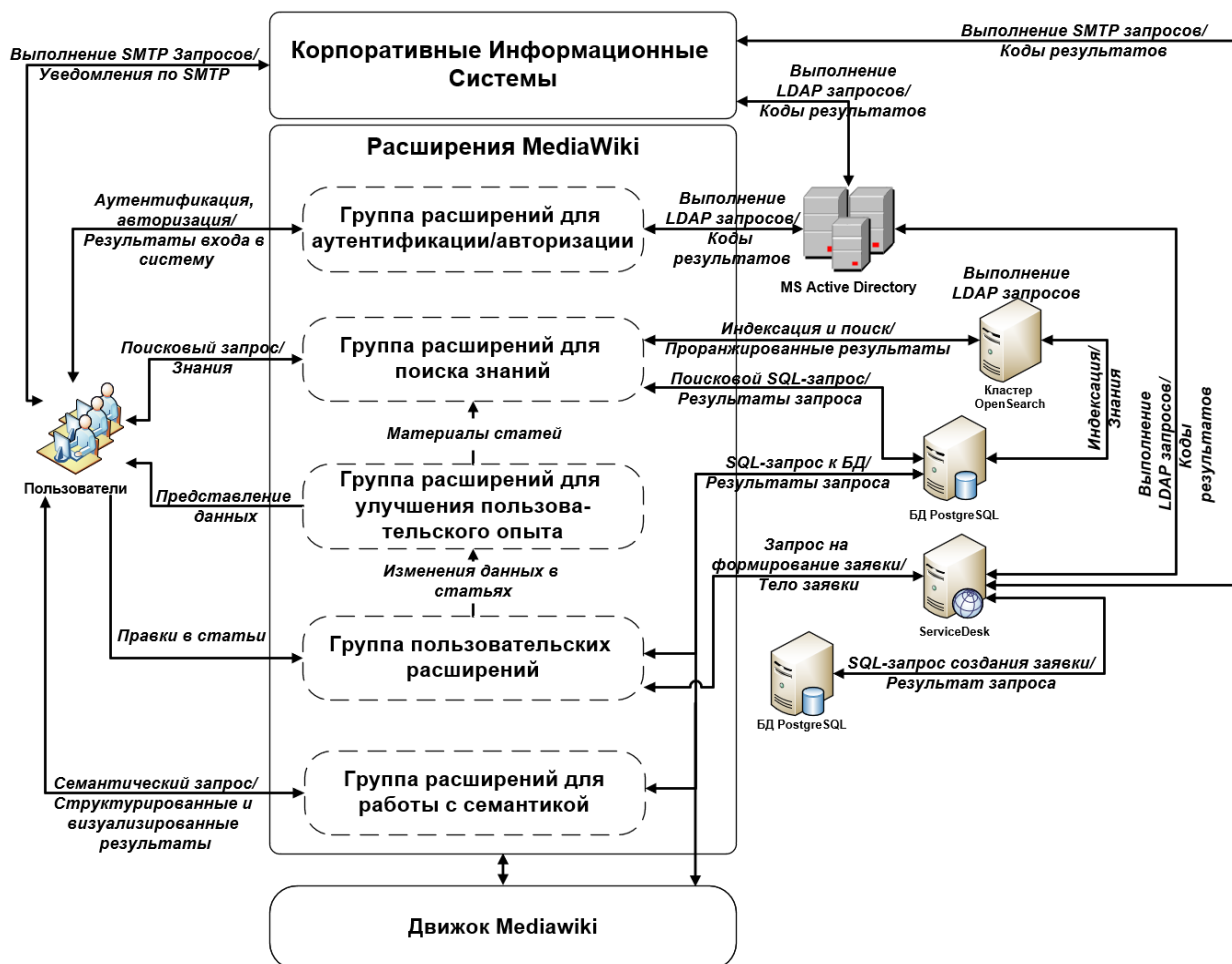 Выполнение SMTP Запросов/
Уведомления по SMTP
Корпоративные Информационные
Системы
Выполнение SMTP запросов/
Коды результатов
Выполнение
LDAP запросов/
Коды результатов
Расширения MediaWiki
Аутентификация,
авторизация/
Результаты входа в
систему
Группа расширений для
аутентификации/авторизации
Выполнение
LDAP запросов/
Коды
результатов
MS Active Directory
Выполнение
LDAP запросов
Поисковый запрос/
Знания
Группа расширений для
поиска знаний
Индексация и поиск/
Проранжированные результаты
Кластер
OpenSearch
Поисковой SQL-запрос/
Результаты запроса
Индексация/
Знания
Материалы статей
Пользователи
Представление
данных
Группа расширений для
улучшения пользова-
тельского опыта
SQL-запрос к БД/
Результаты запроса
БД PostgreSQL
Выполнение
LDAP запросов/
Коды
результатов
Изменения данных в
статьях
Запрос на
формирование заявки/
Тело заявки
ServiceDesk
Правки в статьи
Группа пользовательских
расширений
SQL-запрос создания заявки/
Результат запроса
БД PostgreSQL
Семантический запрос/
Структурированные и
визуализированные
результаты
Группа расширений для
работы с семантикой
Движок Mediawiki